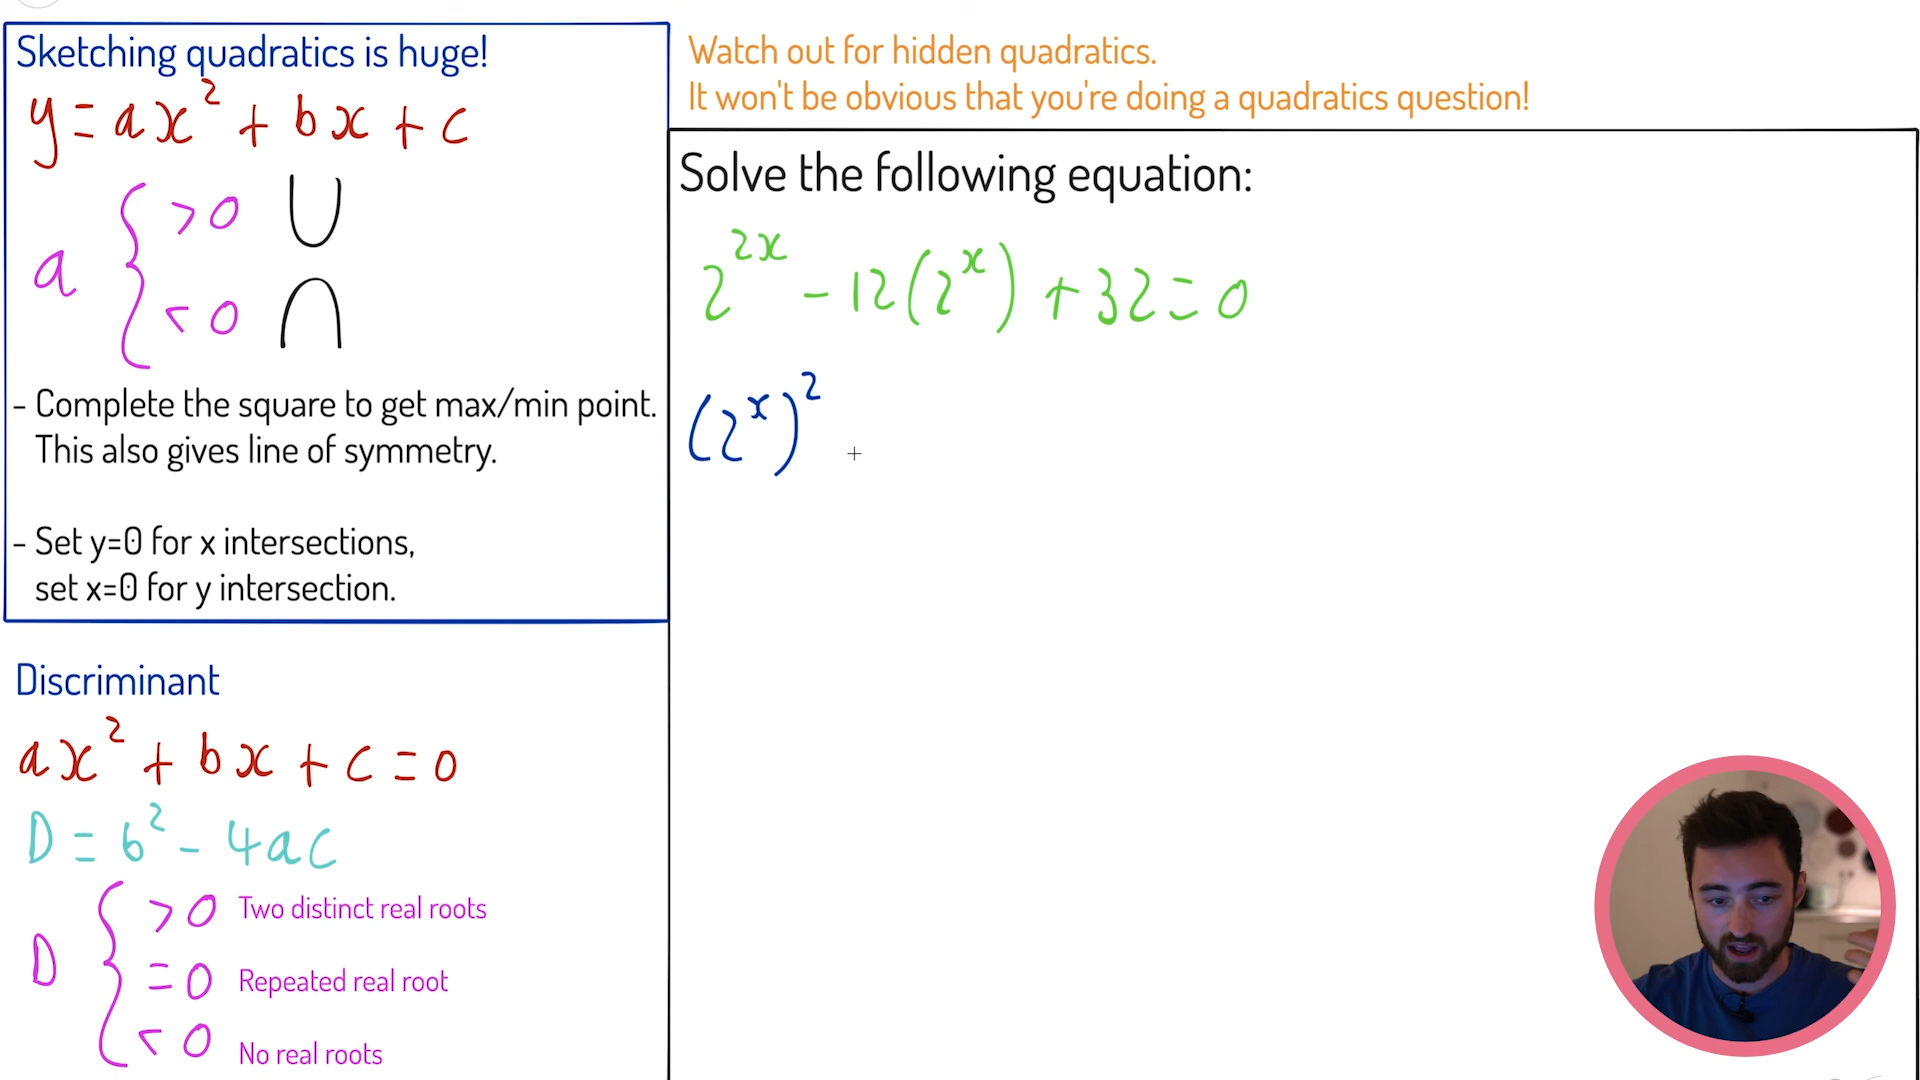 Sketching quadratics is huge!
y = ax² + bx + c
a { > 0
< 0
- Complete the square to get max/min point.
This also gives line of symmetry.
- Set y=0 for x intersections,
set x=0 for y intersection.
Discriminant
ax² + bx + c = 0
D = b² - 4ac
D { > 0 Two distinct real roots
= 0 Repeated real root
< 0 No real roots
Watch out for hidden quadratics.
It won't be obvious that you're doing a quadratics question!
Solve the following equation:
2^{2x} - 12(2^x) + 32 = 0
(2^x)²